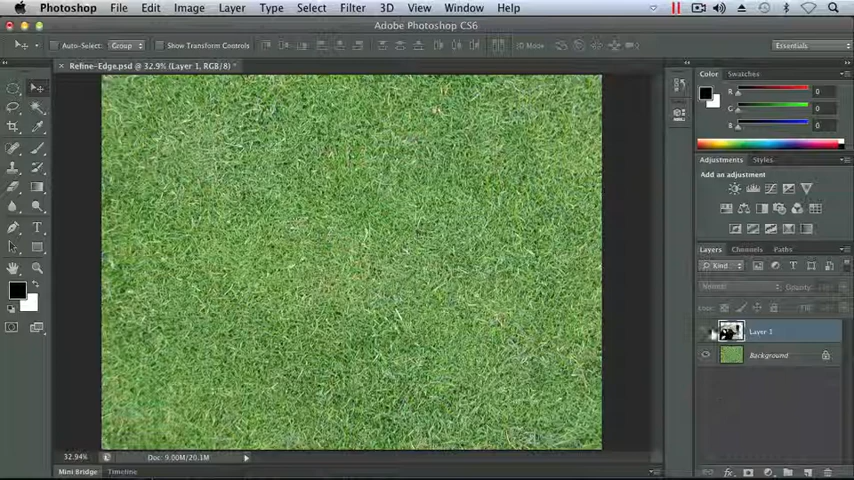 Photoshop File Edit Image Layer Type Select Filter 3D View Window Help
Adobe Photoshop CS6
Auto-Select: Group Show Transform Controls 3D Mode: Essentials
× Refine-Edge.psd @ 32.9% (Layer 1, RGB/8) *
Color Swatches
R 0
G 0
B 0
Adjustments Styles
Add an adjustment
Layers Channels Paths
Kind
Normal Opacity:
Lock: Fill:
Layer 1
Background
32.94% Doc: 9.00M/20.1M
Mini Bridge Timeline